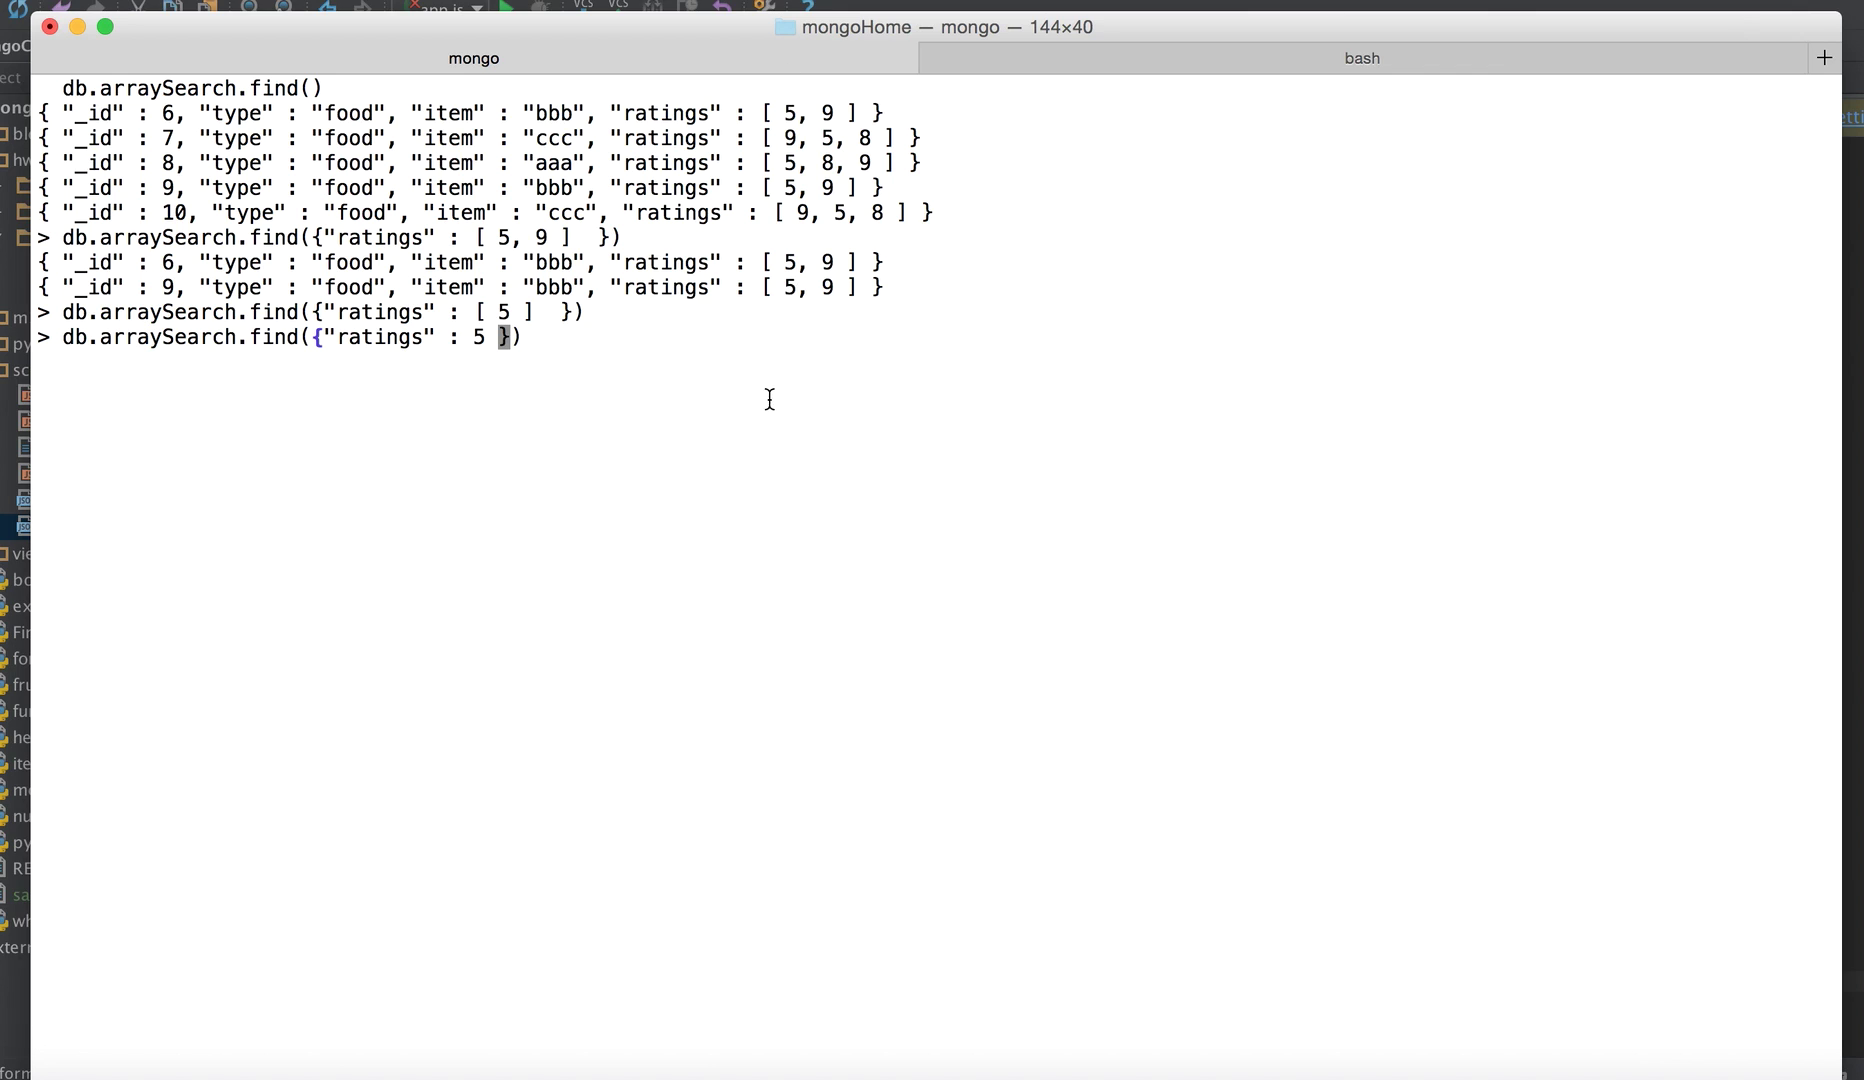 app.js
VCS VCS
mongoHome — mongo — 144×40
mongo
bash
db.arraySearch.find()
{ "_id" : 6, "type" : "food", "item" : "bbb", "ratings" : [ 5, 9 ] }
{ "_id" : 7, "type" : "food", "item" : "ccc", "ratings" : [ 9, 5, 8 ] }
{ "_id" : 8, "type" : "food", "item" : "aaa", "ratings" : [ 5, 8, 9 ] }
{ "_id" : 9, "type" : "food", "item" : "bbb", "ratings" : [ 5, 9 ] }
{ "_id" : 10, "type" : "food", "item" : "ccc", "ratings" : [ 9, 5, 8 ] }
> db.arraySearch.find({"ratings" : [ 5, 9 ]  })
{ "_id" : 6, "type" : "food", "item" : "bbb", "ratings" : [ 5, 9 ] }
{ "_id" : 9, "type" : "food", "item" : "bbb", "ratings" : [ 5, 9 ] }
> db.arraySearch.find({"ratings" : [ 5 ]  })
> db.arraySearch.find({"ratings" : 5 })